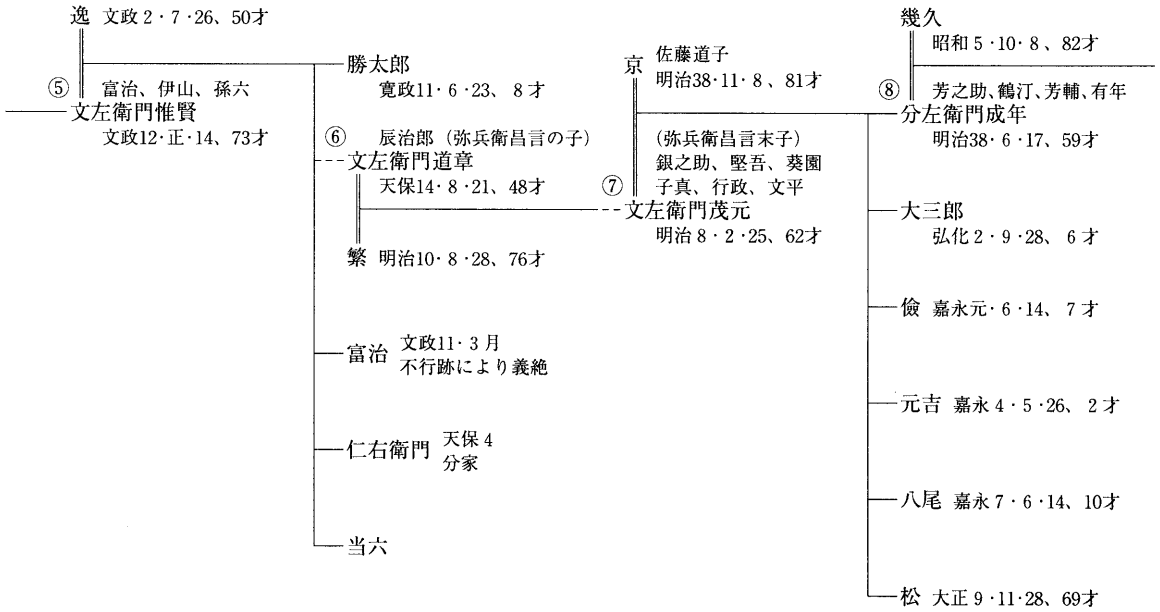 逸 文政2・7・26、50才
⑤ 富治、伊山、孫六
文左衛門惟賢
文政12・正・14、73才
勝太郎
寛政11・6・23、8才
⑥ 辰治郎（弥兵衛昌言の子）
文左衛門道章
天保14・8・21、48才
繁 明治10・8・28、76才
富治 文政11・3月
不行跡により義絶
仁右衛門 天保4
分家
当六
京 佐藤道子
明治38・11・8、81才
（弥兵衛昌言末子）
銀之助、堅吾、葵園
⑦ 子真、行政、文平
文左衛門茂元
明治8・2・25、62才
幾久
昭和5・10・8、82才
⑧ 芳之助、鶴汀、芳輔、有年
分左衛門成年
明治38・6・17、59才
大三郎
弘化2・9・28、6才
儉 嘉永元・6・14、7才
元吉 嘉永4・5・26、2才
八尾 嘉永7・6・14、10才
松 大正9・11・28、69才